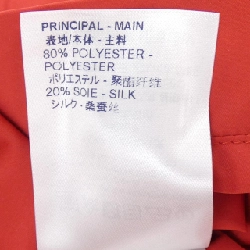 PRINCIPAL - MAIN
表地/本体 - 主料
80% POLYESTER -
POLYESTER
ポリエステル - 聚酯纤维
20% SOIE - SILK
シルク - 桑蚕丝